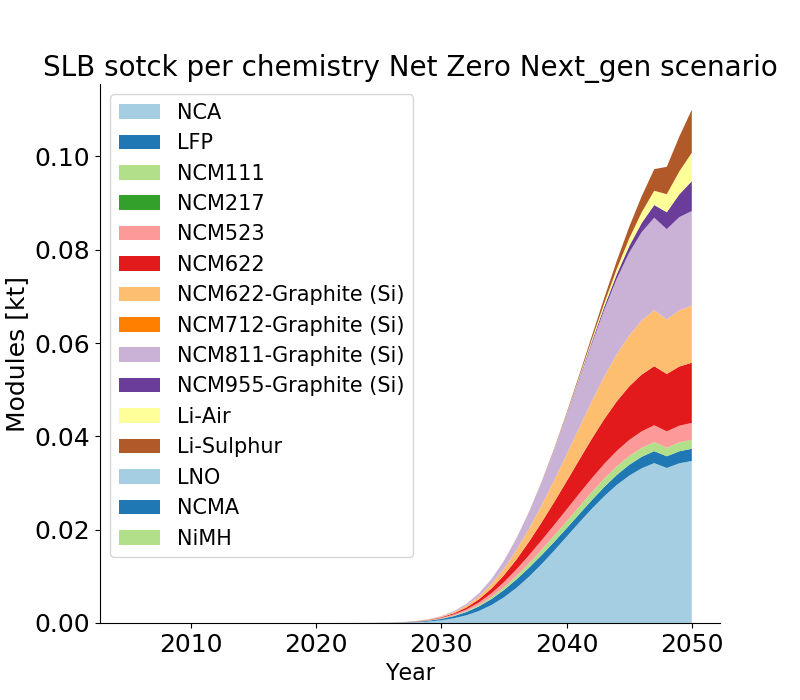 SLB sotck per chemistry Net Zero Next_gen scenario
NCA
LFP
NCM111
NCM217
NCM523
NCM622
NCM622-Graphite (Si)
NCM712-Graphite (Si)
NCM811-Graphite (Si)
NCM955-Graphite (Si)
Li-Air
Li-Sulphur
LNO
NCMA
NiMH
Modules [kt]
0.10
0.08
0.06
0.04
0.02
0.00
2010 2020 2030 2040 2050
Year